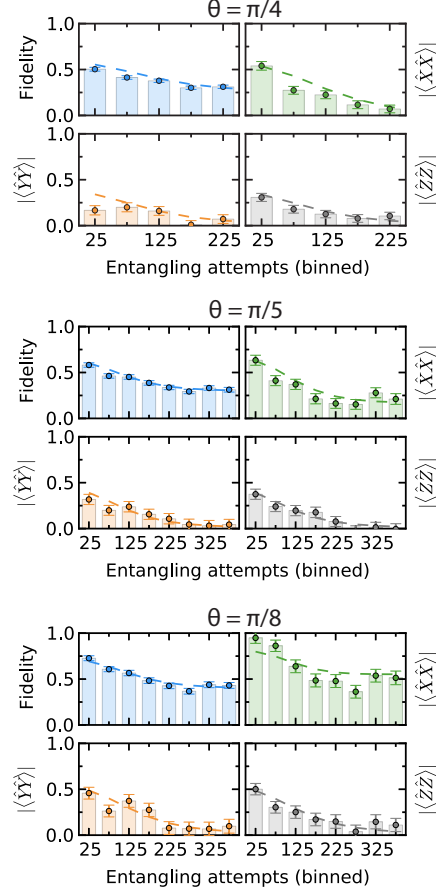 θ = π/4
Fidelity
1.0
0.5
0.0
|⟨X̂X̂⟩|
|⟨ŶŶ⟩|
1.0
0.5
0.0
|⟨ẐẐ⟩|
25 125 225 25 125 225
Entangling attempts (binned)
θ = π/5
Fidelity
1.0
0.5
0.0
|⟨X̂X̂⟩|
|⟨ŶŶ⟩|
1.0
0.5
0.0
|⟨ẐẐ⟩|
25 125 225 325 25 125 225 325
Entangling attempts (binned)
θ = π/8
Fidelity
1.0
0.5
0.0
|⟨X̂X̂⟩|
|⟨ŶŶ⟩|
1.0
0.5
0.0
|⟨ẐẐ⟩|
25 125 225 325 25 125 225 325
Entangling attempts (binned)